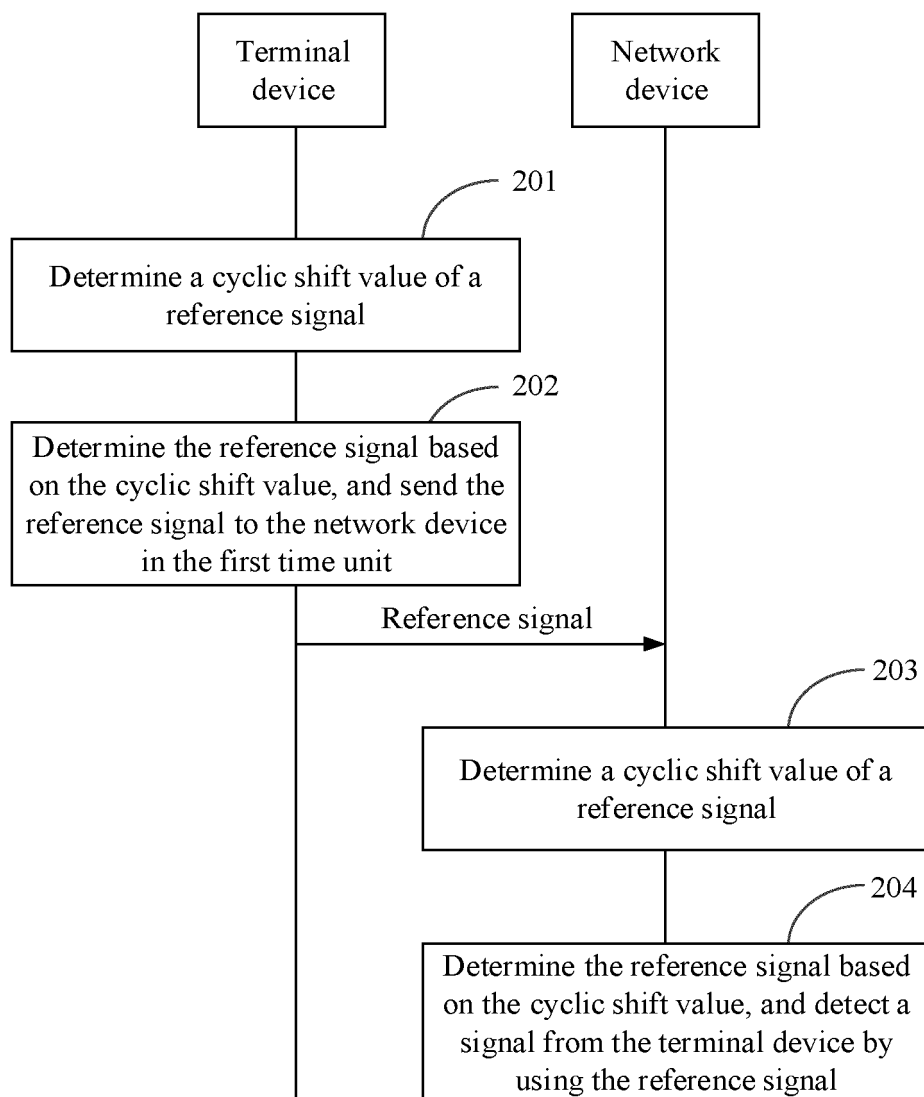 Terminal
device
Network
device
201
Determine a cyclic shift value of a
reference signal
202
Determine the reference signal based
on the cyclic shift value, and send the
reference signal to the network device
in the first time unit
Reference signal
203
Determine a cyclic shift value of a
reference signal
204
Determine the reference signal based
on the cyclic shift value, and detect a
signal from the terminal device by
using the reference signal